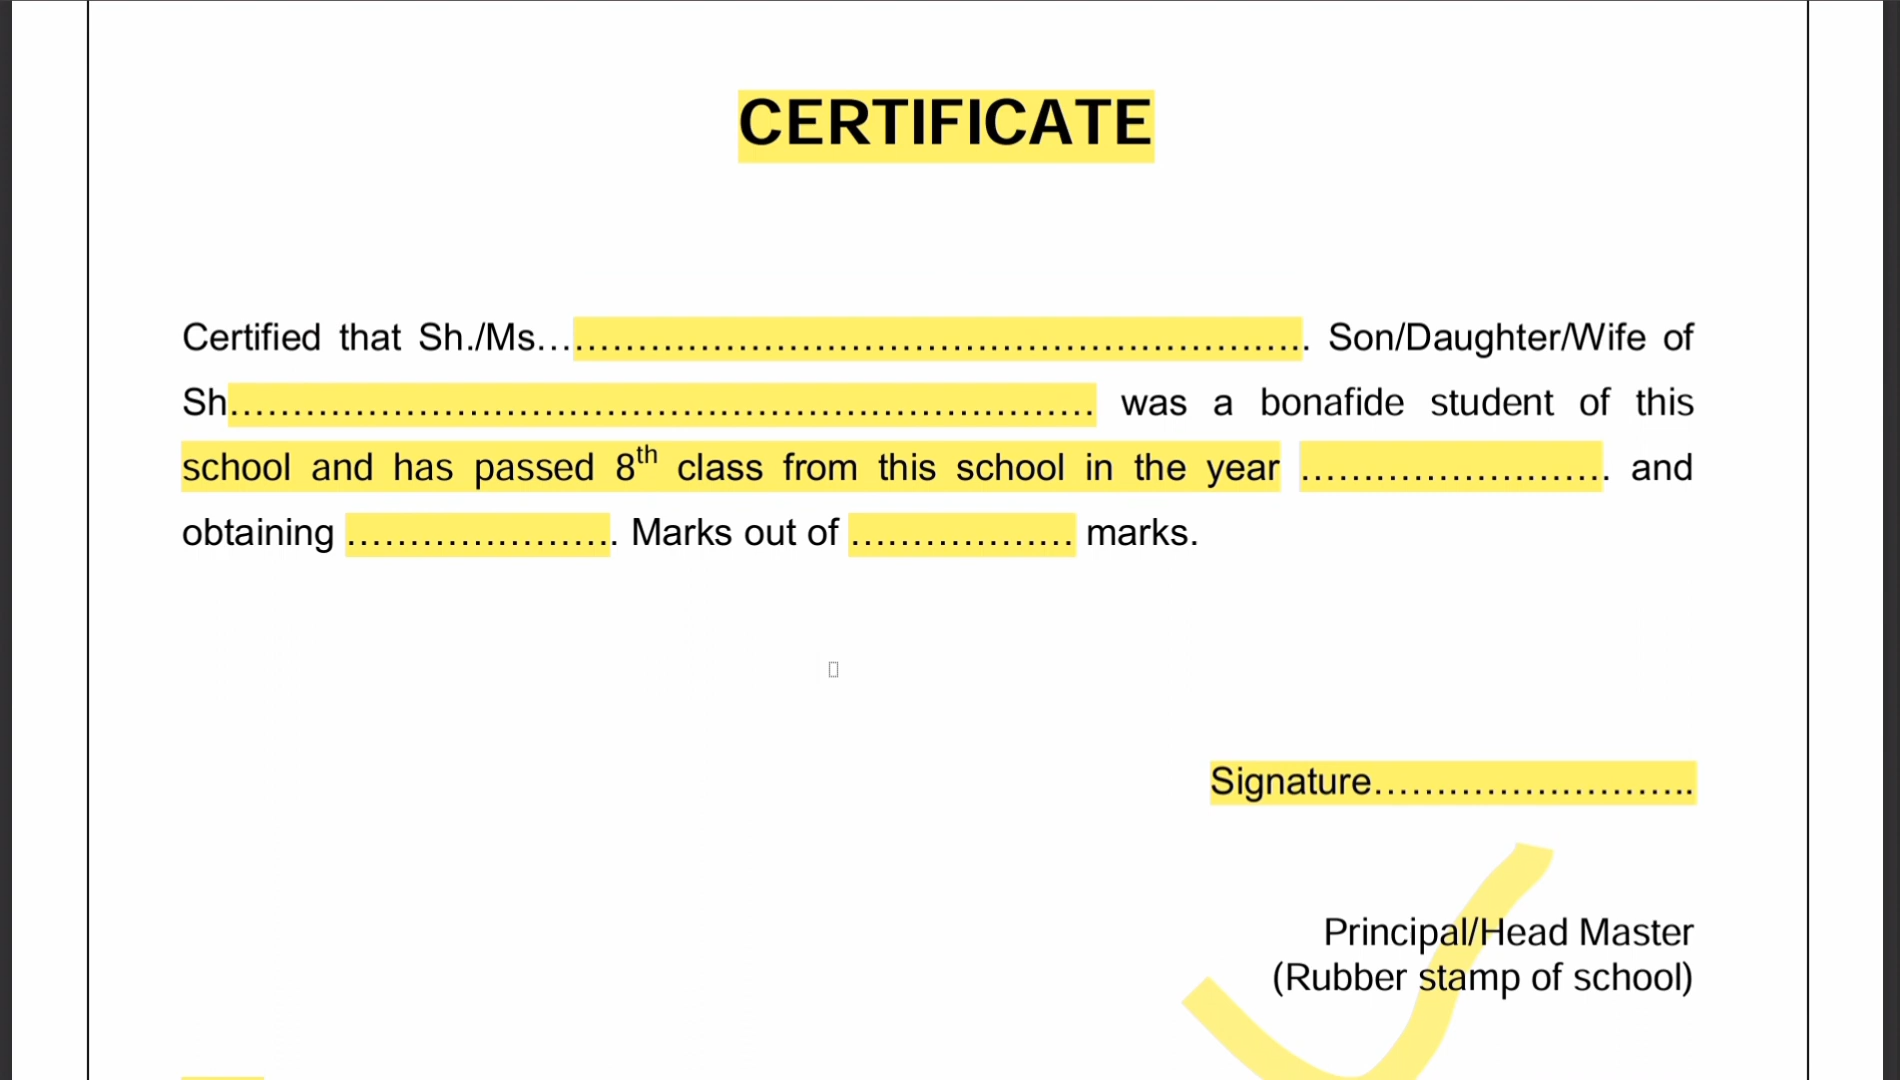 CERTIFICATE
Certified that Sh./Ms…………………………………………………………. Son/Daughter/Wife of
Sh…………………………………………………………… was a bonafide student of this
school and has passed 8th class from this school in the year ……………………. and
obtaining …………………. Marks out of ……………… marks.
Signature……………………..
Principal/Head Master
(Rubber stamp of school)